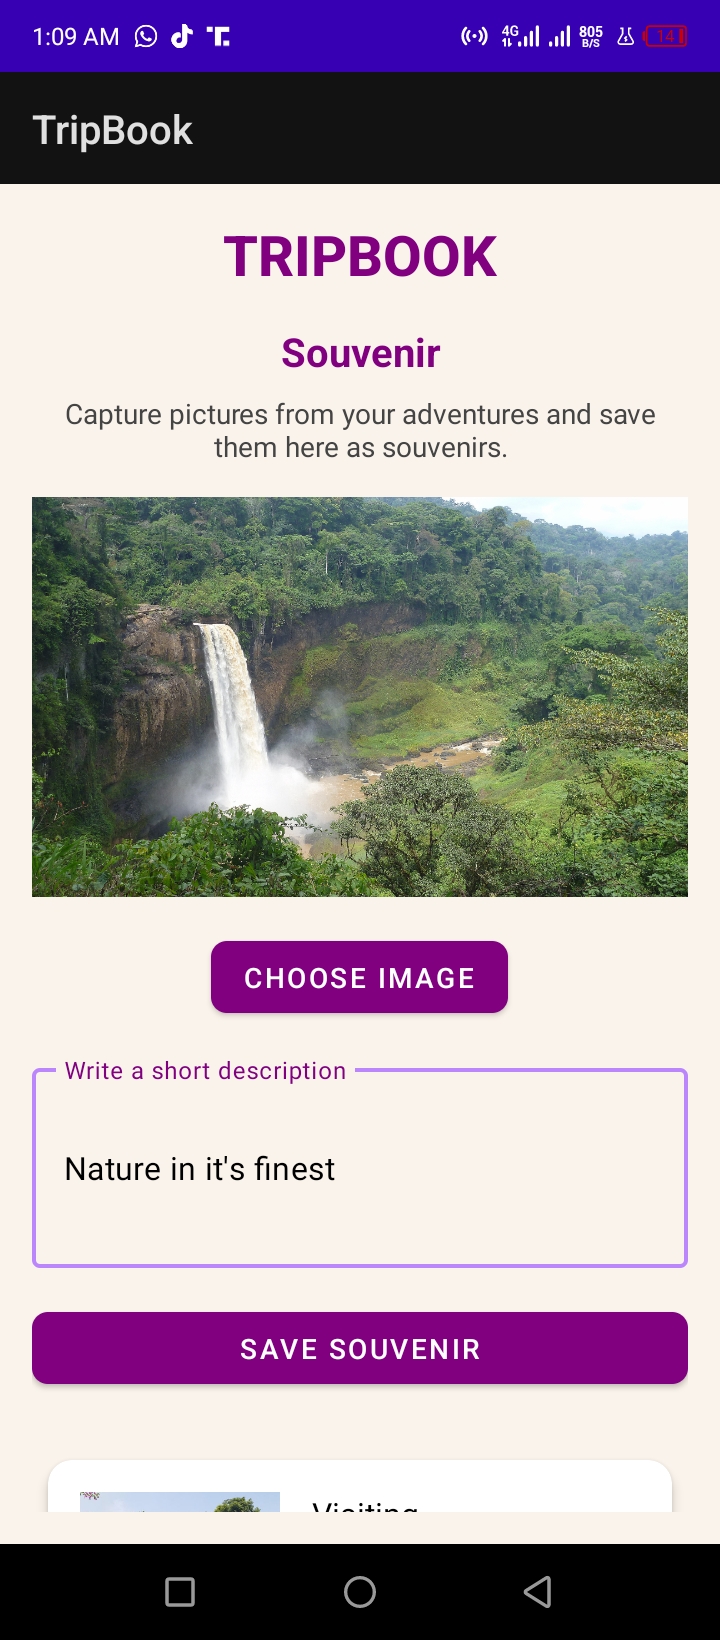 1:09 AM 4G 805 B/S 14
TripBook
TRIPBOOK
Souvenir
Capture pictures from your adventures and save
them here as souvenirs.
CHOOSE IMAGE
Write a short description
Nature in it's finest
SAVE SOUVENIR
Visiting